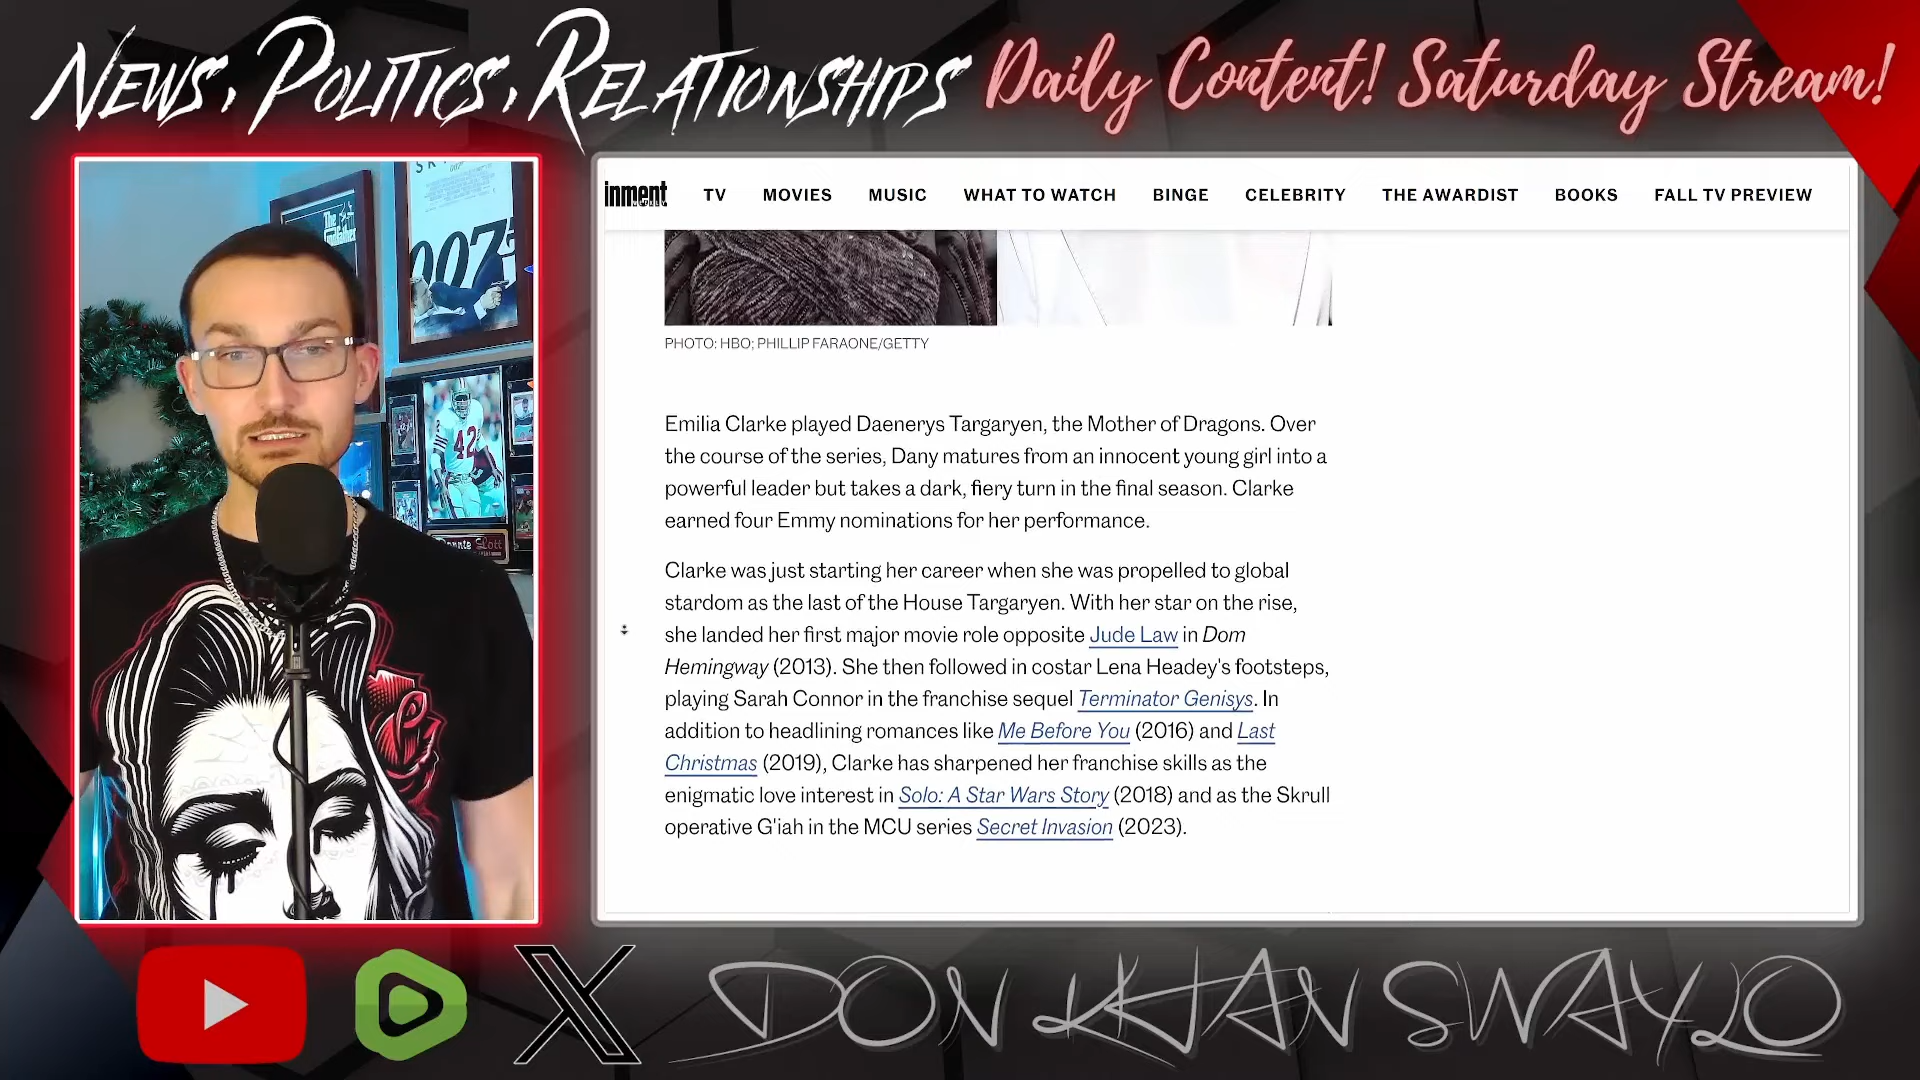 News, Politics, Relationships
Daily Content! Saturday Stream!
The
Godfather
007
42
Lott
inment
TV MOVIES MUSIC WHAT TO WATCH BINGE CELEBRITY THE AWARDIST BOOKS FALL TV PREVIEW
PHOTO: HBO; PHILLIP FARAONE/GETTY
Emilia Clarke played Daenerys Targaryen, the Mother of Dragons. Over
the course of the series, Dany matures from an innocent young girl into a
powerful leader but takes a dark, fiery turn in the final season. Clarke
earned four Emmy nominations for her performance.
Clarke was just starting her career when she was propelled to global
stardom as the last of the House Targaryen. With her star on the rise,
she landed her first major movie role opposite Jude Law in Dom
Hemingway (2013). She then followed in costar Lena Headey's footsteps,
playing Sarah Connor in the franchise sequel Terminator Genisys. In
addition to headlining romances like Me Before You (2016) and Last
Christmas (2019), Clarke has sharpened her franchise skills as the
enigmatic love interest in Solo: A Star Wars Story (2018) and as the Skrull
operative G'iah in the MCU series Secret Invasion (2023).
DON KHAN SWAYLO